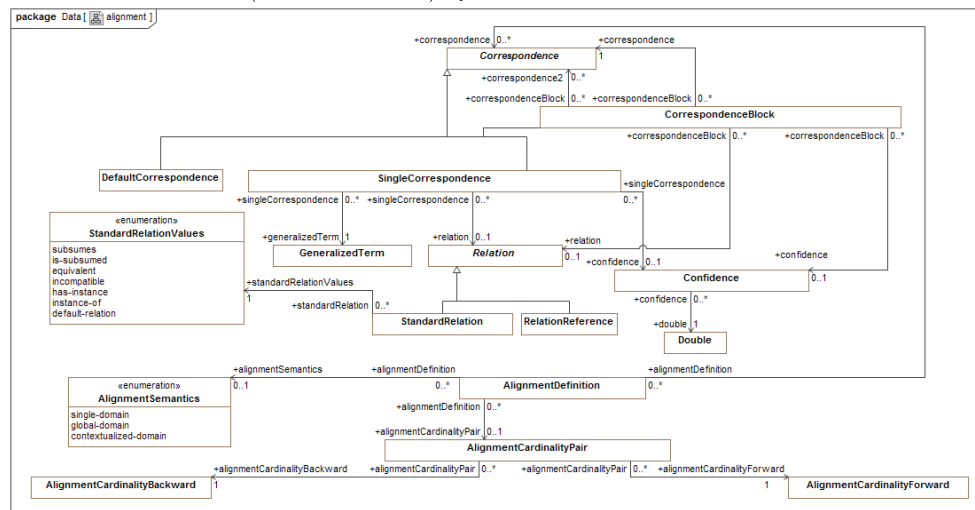 package Data [ alignment ]
+correspondence 0..*
+correspondence
1
Correspondence
+correspondence2 0..*
+correspondenceBlock 0..*
+correspondenceBlock 0..*
CorrespondenceBlock
+correspondenceBlock 0..*
+correspondenceBlock 0..*
DefaultCorrespondence
SingleCorrespondence
+singleCorrespondence
0..*
+singleCorrespondence 0..*
+singleCorrespondence 0..*
«enumeration»
StandardRelationValues
subsumes
is-subsumed
equivalent
incompatible
has-instance
instance-of
default-relation
+generalizedTerm 1
GeneralizedTerm
+relation 0..1
Relation
+relation
0..1
+confidence 0..1
+confidence
0..1
Confidence
+standardRelationValues
1
+standardRelation 0..*
StandardRelation
RelationReference
+confidence 0..*
+double 1
Double
«enumeration»
AlignmentSemantics
single-domain
global-domain
contextualized-domain
+alignmentSemantics
0..1
+alignmentDefinition
0..*
AlignmentDefinition
+alignmentDefinition
0..*
+alignmentDefinition 0..*
+alignmentCardinalityPair 0..1
AlignmentCardinalityPair
+alignmentCardinalityBackward
1
+alignmentCardinalityPair 0..*
+alignmentCardinalityPair 0..*
+alignmentCardinalityForward
1
AlignmentCardinalityBackward
AlignmentCardinalityForward